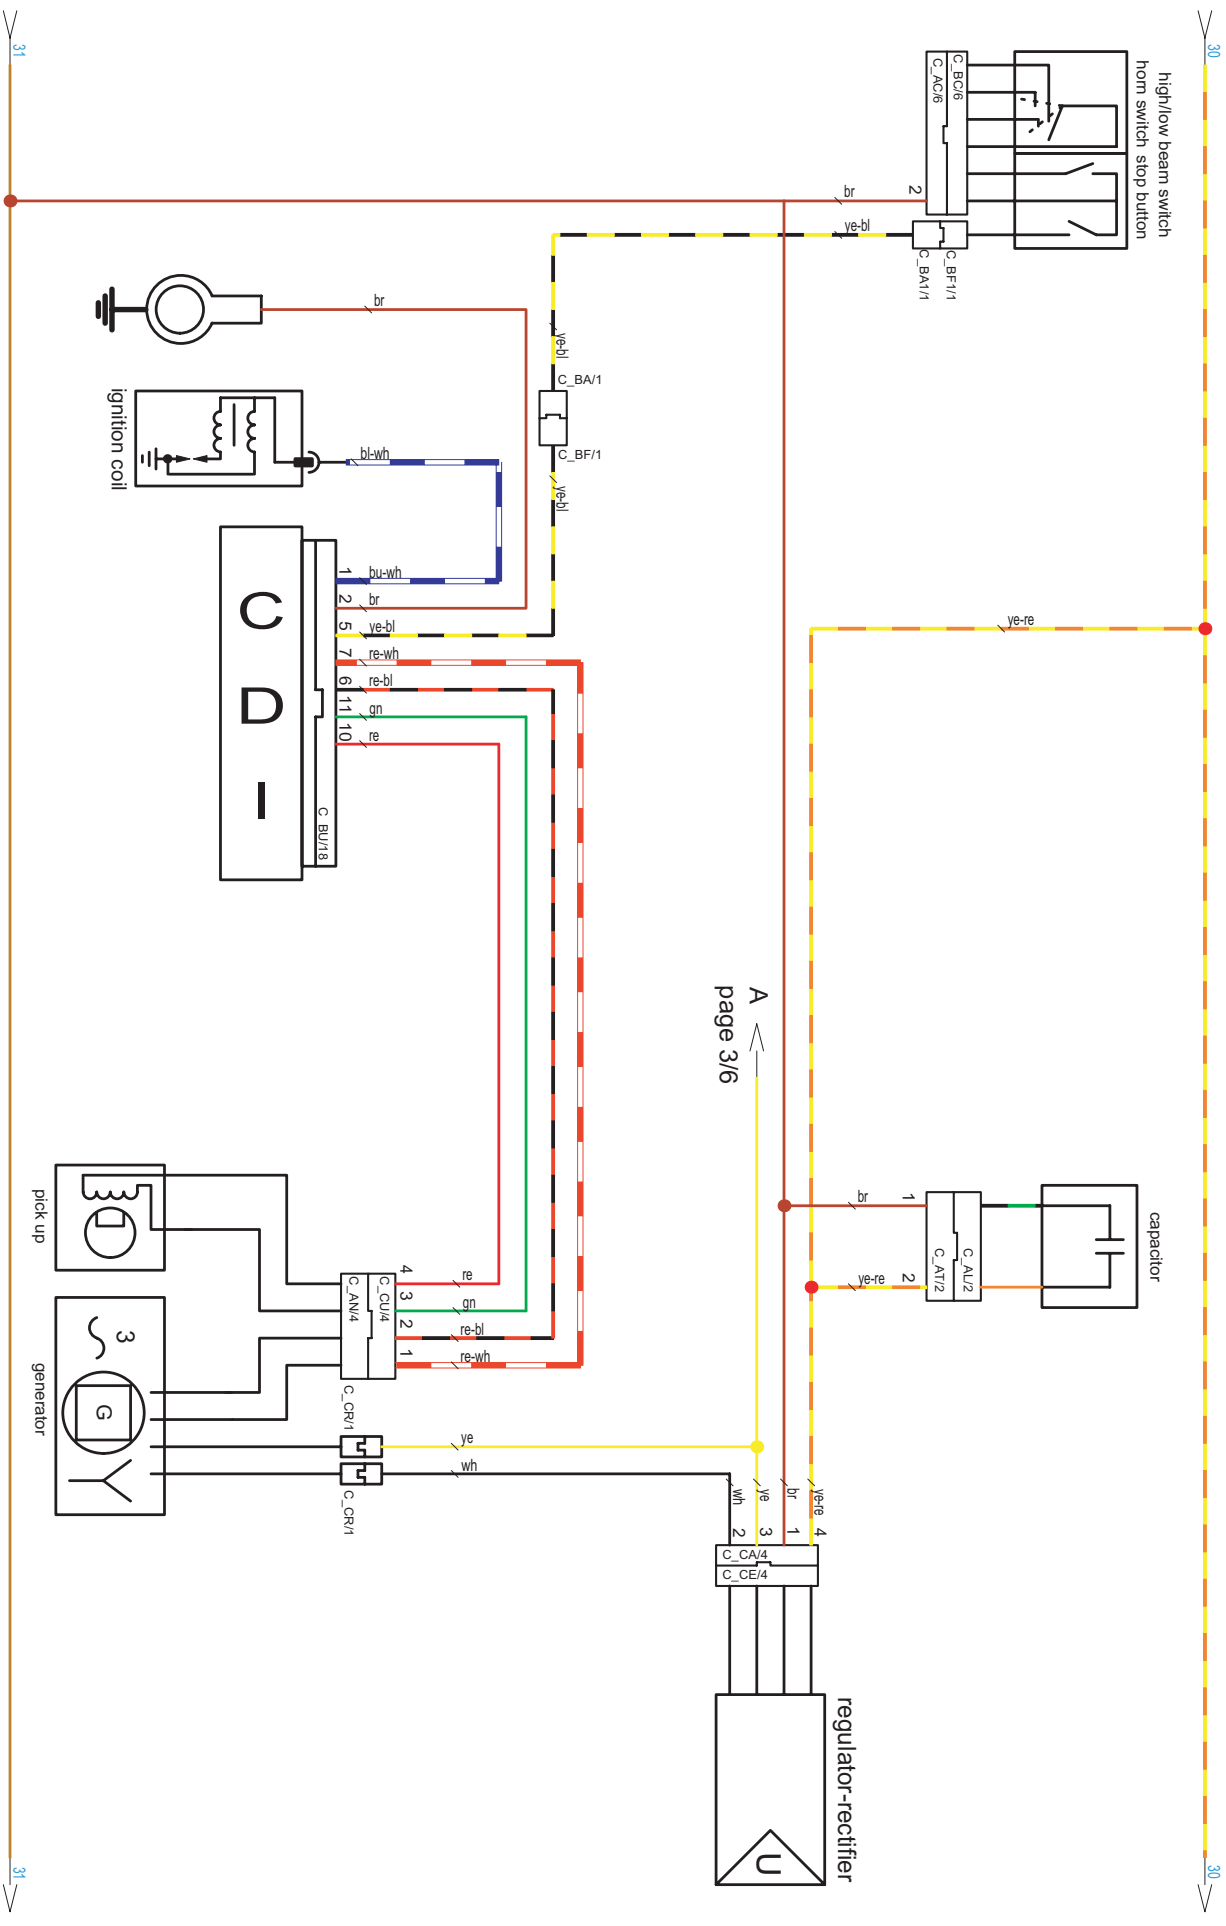 31
30
high/low beam switch
horn switch stop button
C_BC/6
C_AC/6
2
br
ye-bl
C_BF1/1
C_BA1/1
br
ye-bl
C_BA/1
C_BF/1
ye-bl
ignition coil
bl-wh
C D I
C_BU/18
1
bu-wh
2
br
5
ye-bl
7
re-wh
6
re-bl
11
gn
10
re
ye-re
A
page 3/6
capacitor
C_AL/2
C_AT/2
br
1
ye-re
2
pick up
generator
3
G
C_AN/4
C_CU/4
4
re
3
gn
2
re-bl
1
re-wh
C_CR/1
ye
wh
C_CR/1
wh
ye
br
ye-re
2
3
1
4
C_CA/4
C_CE/4
regulator-rectifier
U
31
30